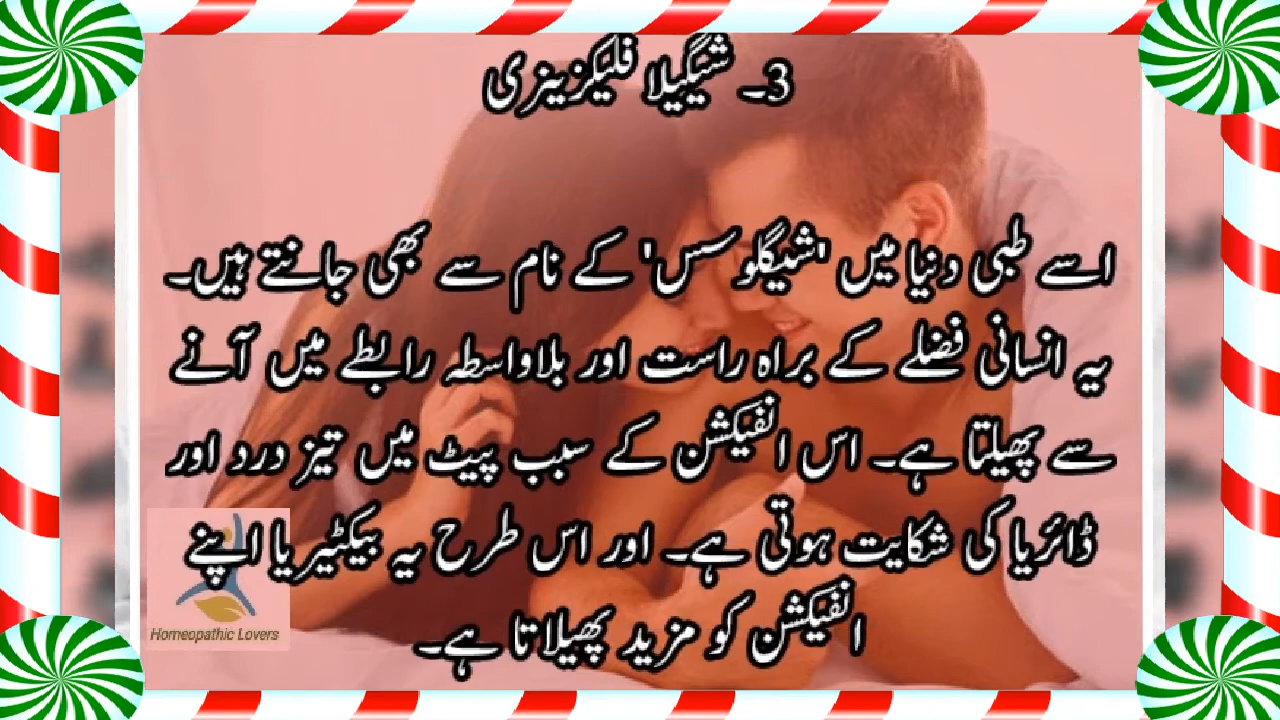 3۔ شیگیلا فلیکزینری
اسے طبی دنیا میں 'شیگلوسس' کے نام سے بھی جانتے ہیں۔
یہ انسانی فضلے کے براہ راست اور بلاواسطہ رابطے میں آنے
سے پھیلتا ہے۔ اس انفیکشن کے سبب پیٹ میں تیز درد اور
ڈائریا کی شکایت ہوتی ہے۔ اور اس طرح یہ بیکٹیریا اپنے
انفیکشن کو مزید پھیلاتا ہے۔
Homeopathic Lovers